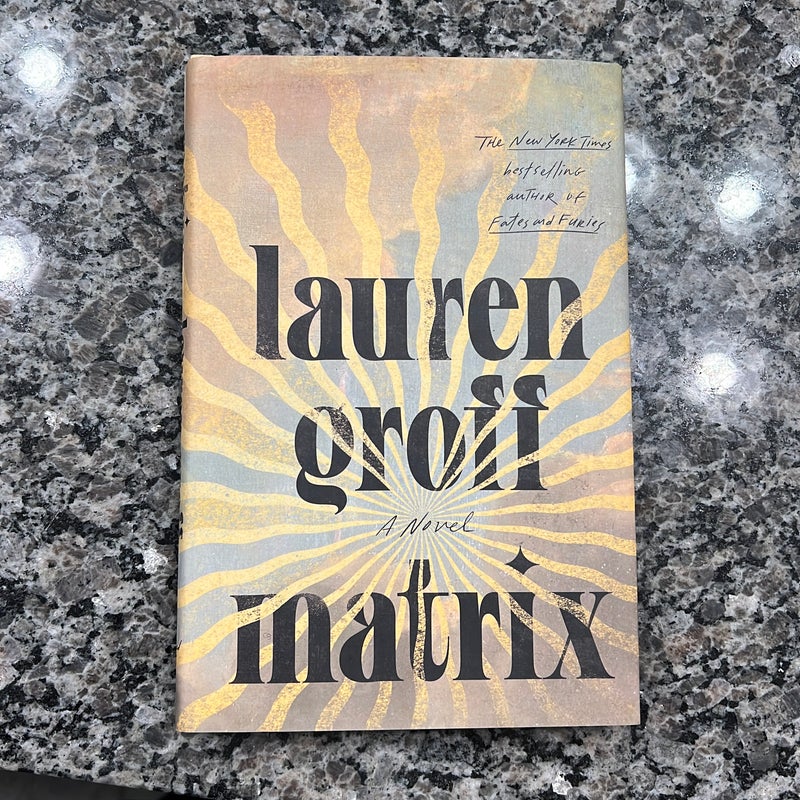 The New York Times
bestselling
author of
Fates and Furies
lauren
groff
A Novel
matrix